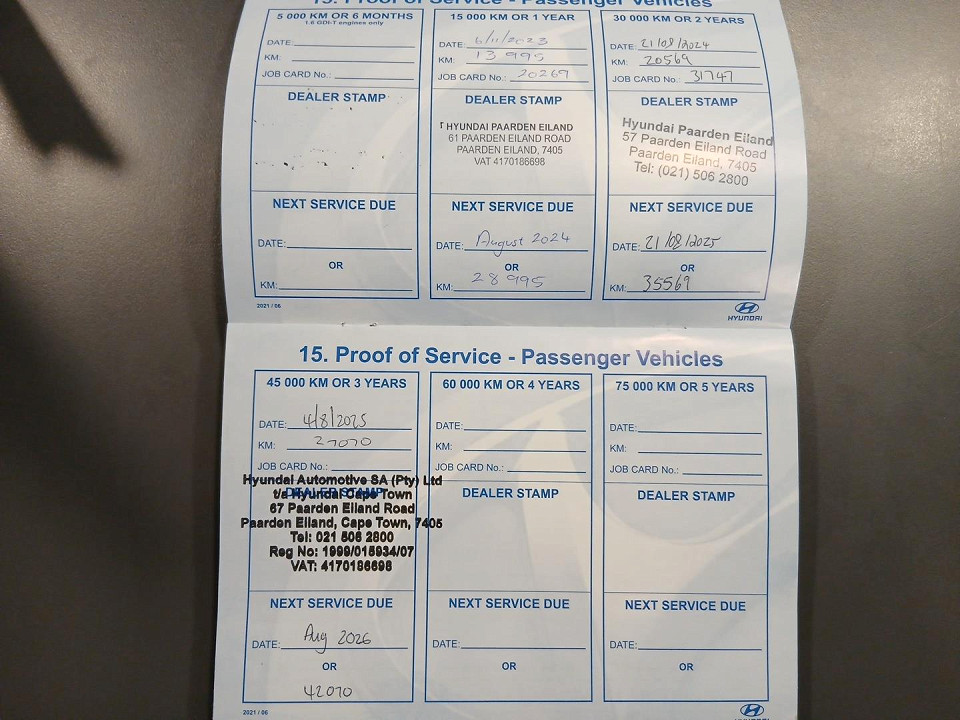 15. Proof of Service - Passenger Vehicles
5 000 KM OR 6 MONTHS
1.6 GDI-T engines only
DATE:
KM:
JOB CARD No.:
DEALER STAMP
NEXT SERVICE DUE
DATE:
OR
KM:
2021 / 06
15 000 KM OR 1 YEAR
DATE: 6/11/2023
KM: 13 995
JOB CARD No.: 20269
DEALER STAMP
HYUNDAI PAARDEN EILAND
61 PAARDEN EILAND ROAD
PAARDEN EILAND, 7405
VAT 4170186698
NEXT SERVICE DUE
DATE: August 2024
OR
KM: 28 995
30 000 KM OR 2 YEARS
DATE: 21/08/2024
KM: 20569
JOB CARD No.: 31747
DEALER STAMP
Hyundai Paarden Eiland
57 Paarden Eiland Road
Paarden Eiland, 7405
Tel: (021) 506 2800
NEXT SERVICE DUE
DATE: 21/08/2025
OR
KM: 35569
HYUNDAI
15. Proof of Service - Passenger Vehicles
45 000 KM OR 3 YEARS
DATE: 4/8/2025
KM: 27070
JOB CARD No.:
DEALER STAMP
Hyundai Automotive SA (Pty) Ltd
t/a Hyundai Cape Town
67 Paarden Eiland Road
Paarden Eiland, Cape Town, 7405
Tel: 021 506 2800
Reg No: 1999/015934/07
VAT: 4170186698
NEXT SERVICE DUE
DATE: Aug 2026
OR
42070
2021 / 06
60 000 KM OR 4 YEARS
DATE:
KM:
JOB CARD No.:
DEALER STAMP
NEXT SERVICE DUE
DATE:
OR
75 000 KM OR 5 YEARS
DATE:
KM:
JOB CARD No.:
DEALER STAMP
NEXT SERVICE DUE
DATE:
OR
HYUNDAI